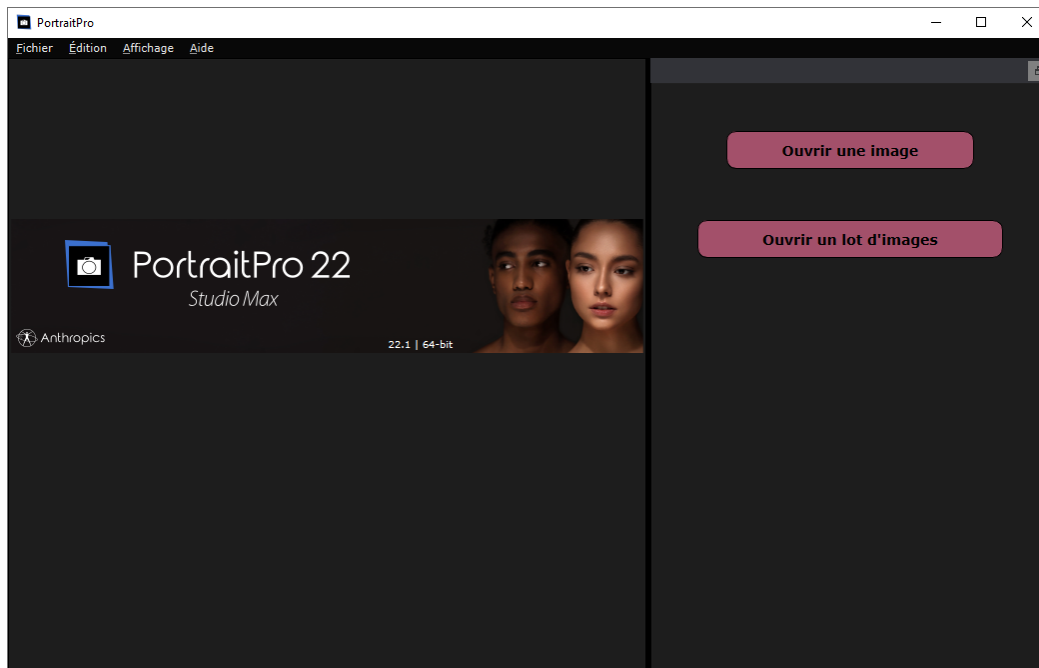 PortraitPro
Fichier Édition Affichage Aide
Ouvrir une image
Ouvrir un lot d'images
PortraitPro 22
Studio Max
Anthropics
22.1 | 64-bit